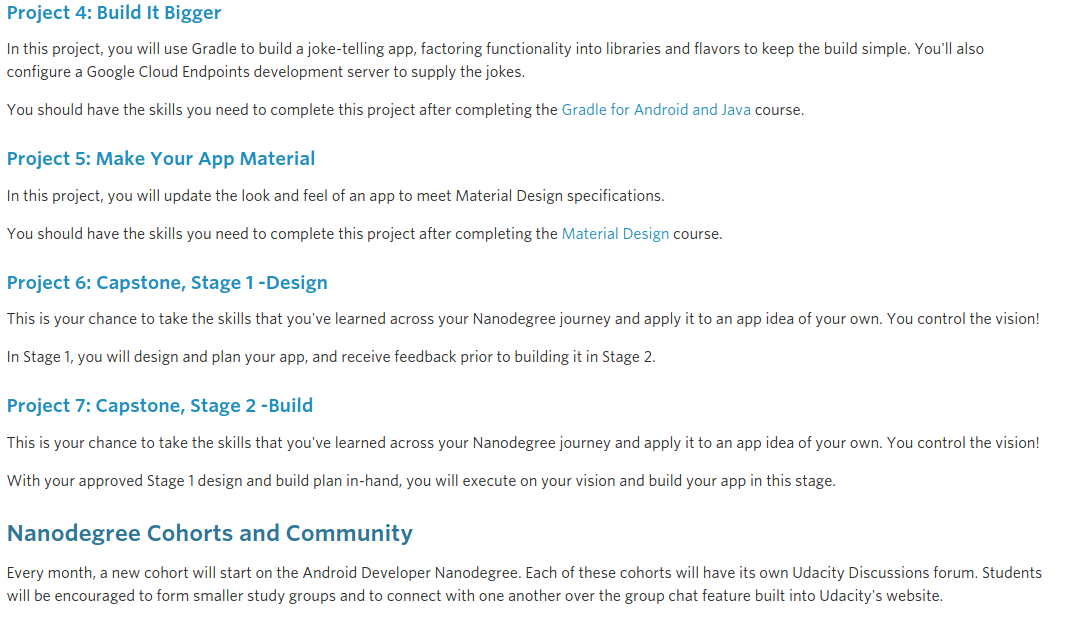 Project 4: Build It Bigger
In this project, you will use Gradle to build a joke-telling app, factoring functionality into libraries and flavors to keep the build simple. You'll also
configure a Google Cloud Endpoints development server to supply the jokes.
You should have the skills you need to complete this project after completing the Gradle for Android and Java course.
Project 5: Make Your App Material
In this project, you will update the look and feel of an app to meet Material Design specifications.
You should have the skills you need to complete this project after completing the Material Design course.
Project 6: Capstone, Stage 1 -Design
This is your chance to take the skills that you've learned across your Nanodegree journey and apply it to an app idea of your own. You control the vision!
In Stage 1, you will design and plan your app, and receive feedback prior to building it in Stage 2.
Project 7: Capstone, Stage 2 -Build
This is your chance to take the skills that you've learned across your Nanodegree journey and apply it to an app idea of your own. You control the vision!
With your approved Stage 1 design and build plan in-hand, you will execute on your vision and build your app in this stage.
Nanodegree Cohorts and Community
Every month, a new cohort will start on the Android Developer Nanodegree. Each of these cohorts will have its own Udacity Discussions forum. Students
will be encouraged to form smaller study groups and to connect with one another over the group chat feature built into Udacity's website.